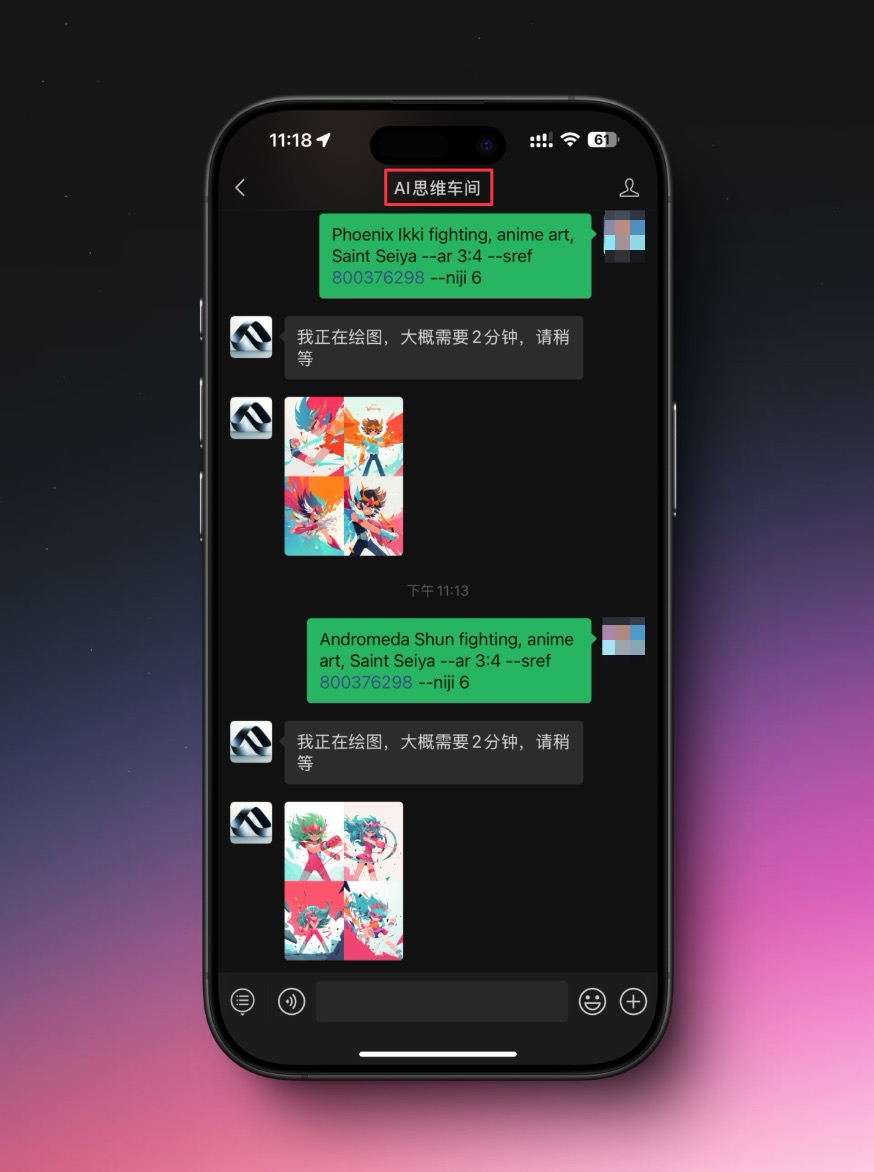 11:18
61
AI思维车间
Phoenix Ikki fighting, anime art,
Saint Seiya --ar 3:4 --sref
800376298 --niji 6
我正在绘图，大概需要2分钟，请稍
等
下午 11:13
Andromeda Shun fighting, anime
art, Saint Seiya --ar 3:4 --sref
800376298 --niji 6
我正在绘图，大概需要2分钟，请稍
等